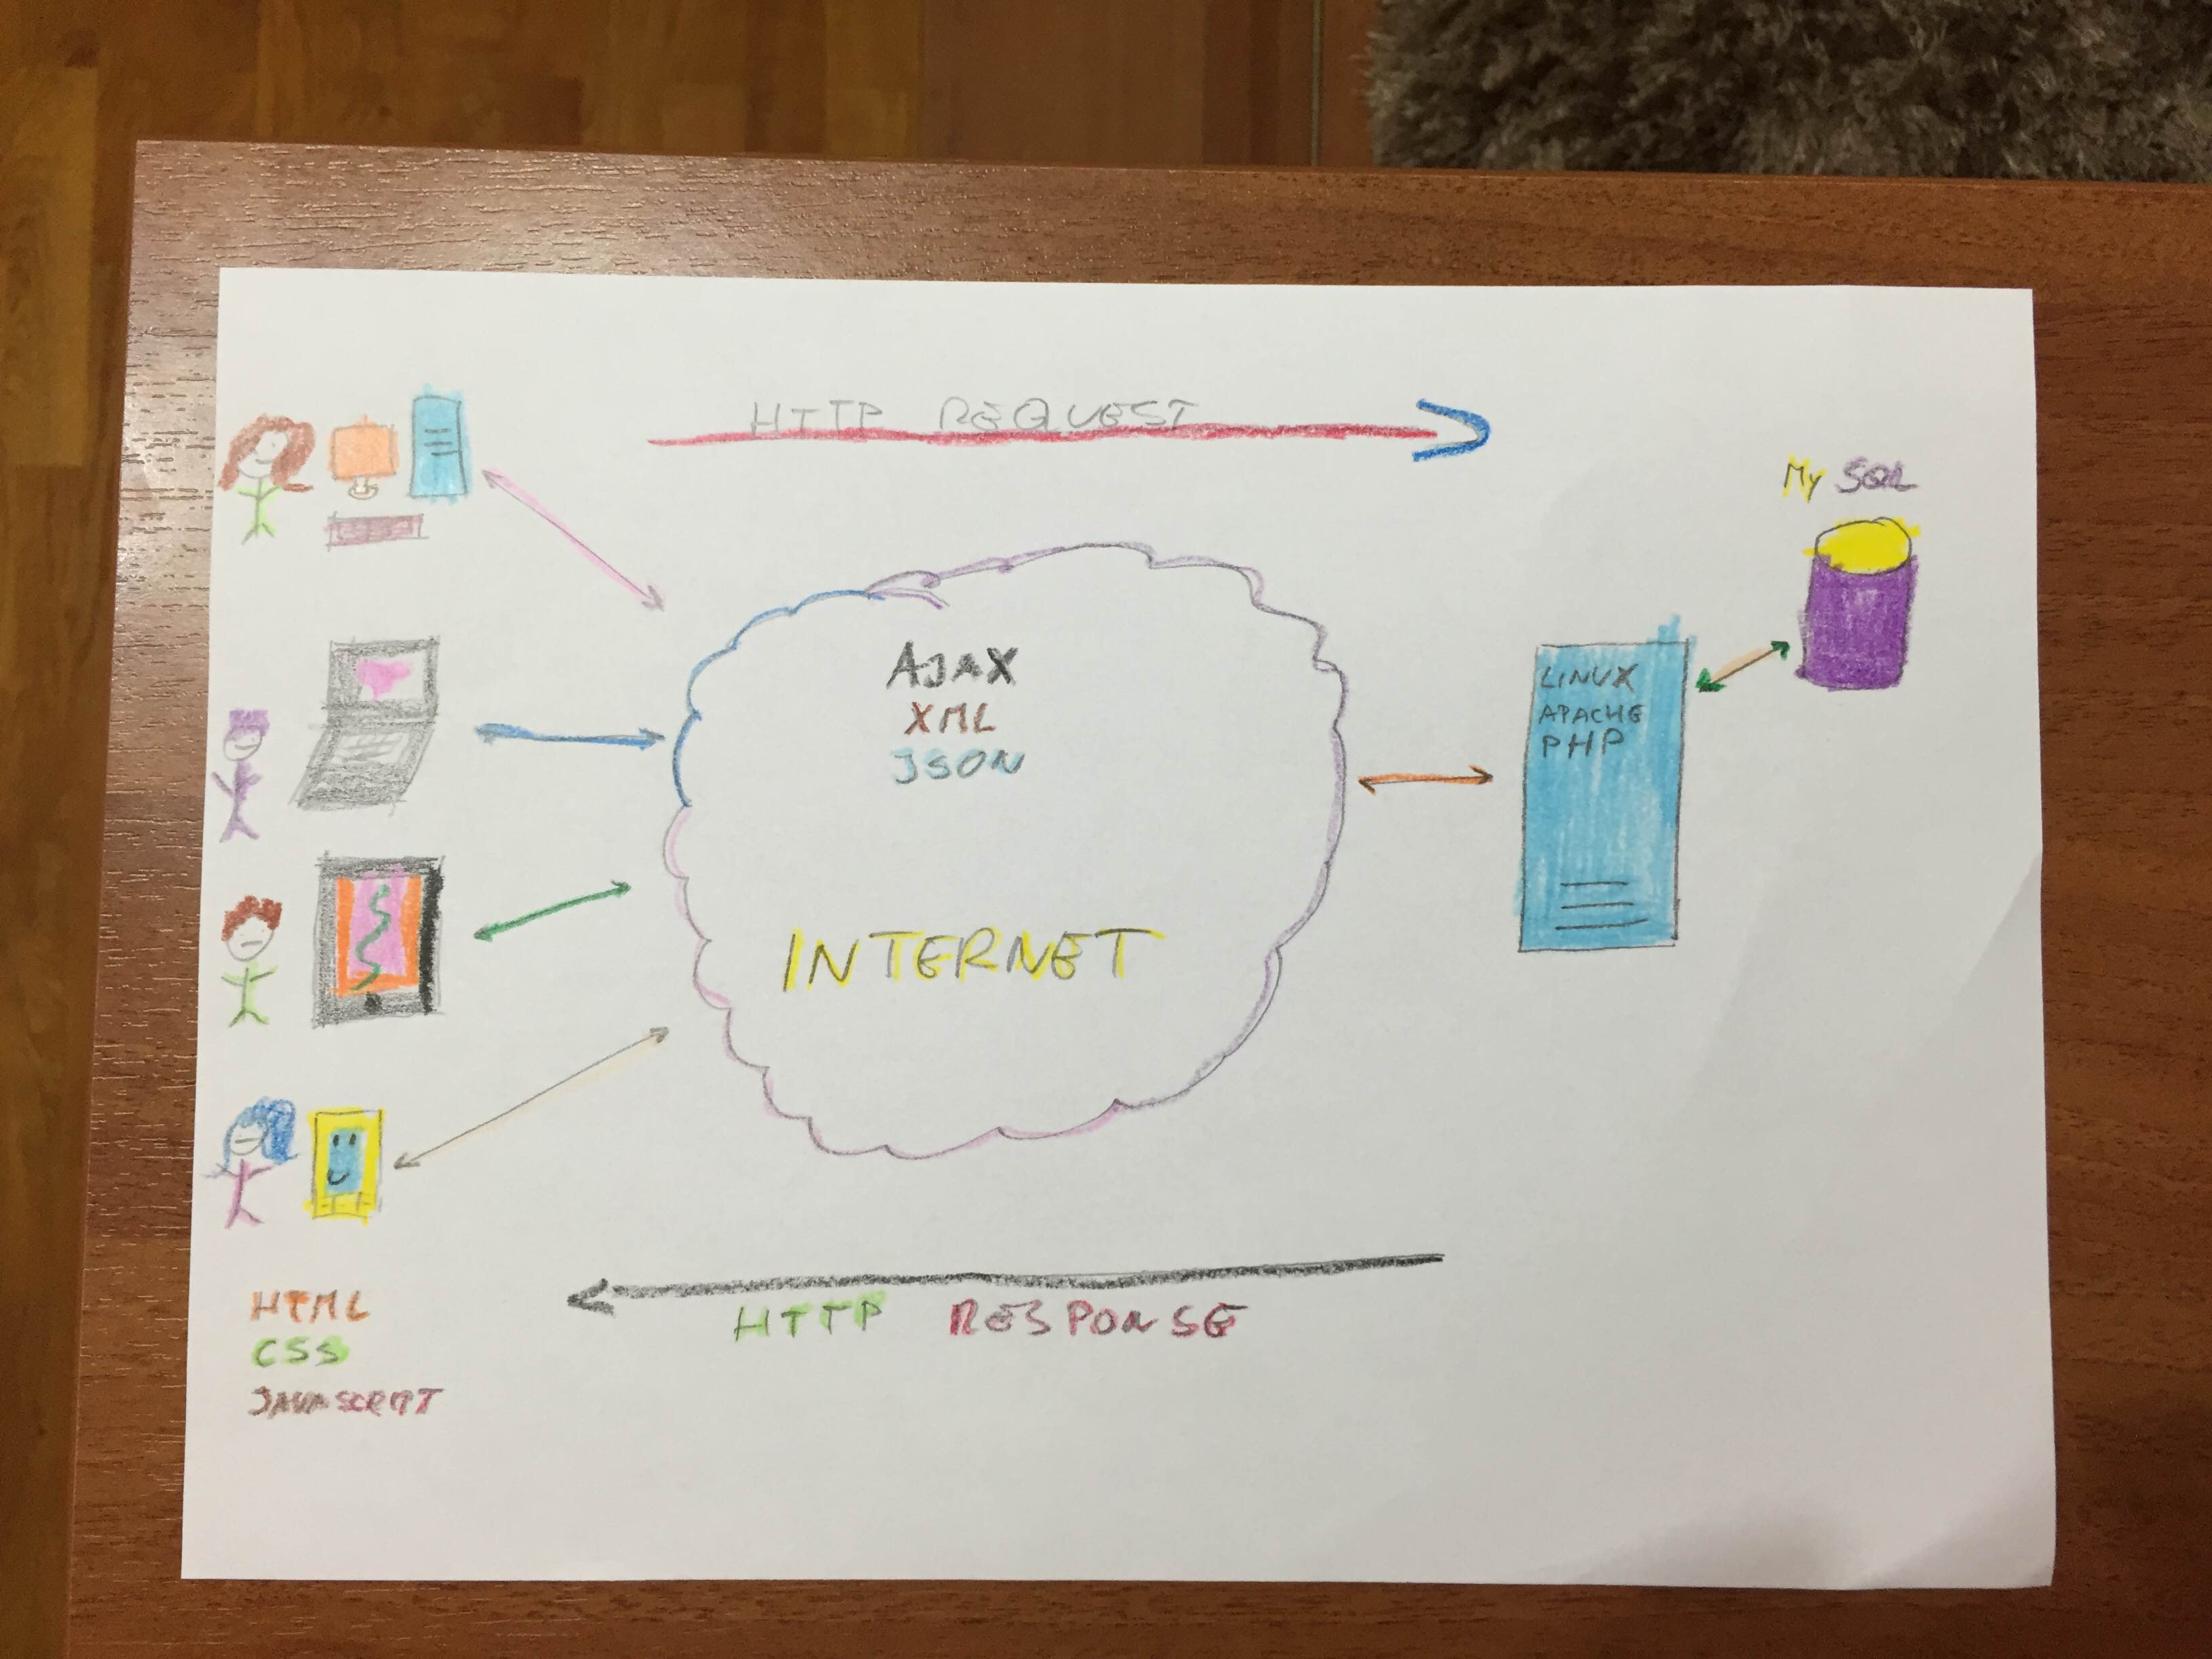 HTTP REQUEST
AJAX
XML
JSON
INTERNET
LINUX
APACHE
PHP
My SQL
HTTP RESPONSE
HTML
CSS
JAVASCRIPT